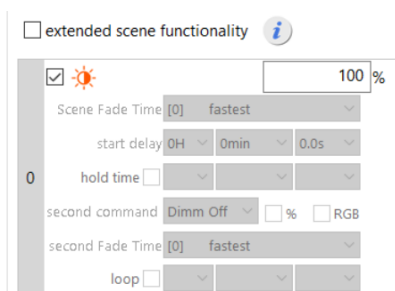 extended scene functionality i
100 %
Scene Fade Time [0] fastest
start delay 0H 0min 0.0s
0 hold time
second command Dimm Off % RGB
second Fade Time [0] fastest
loop